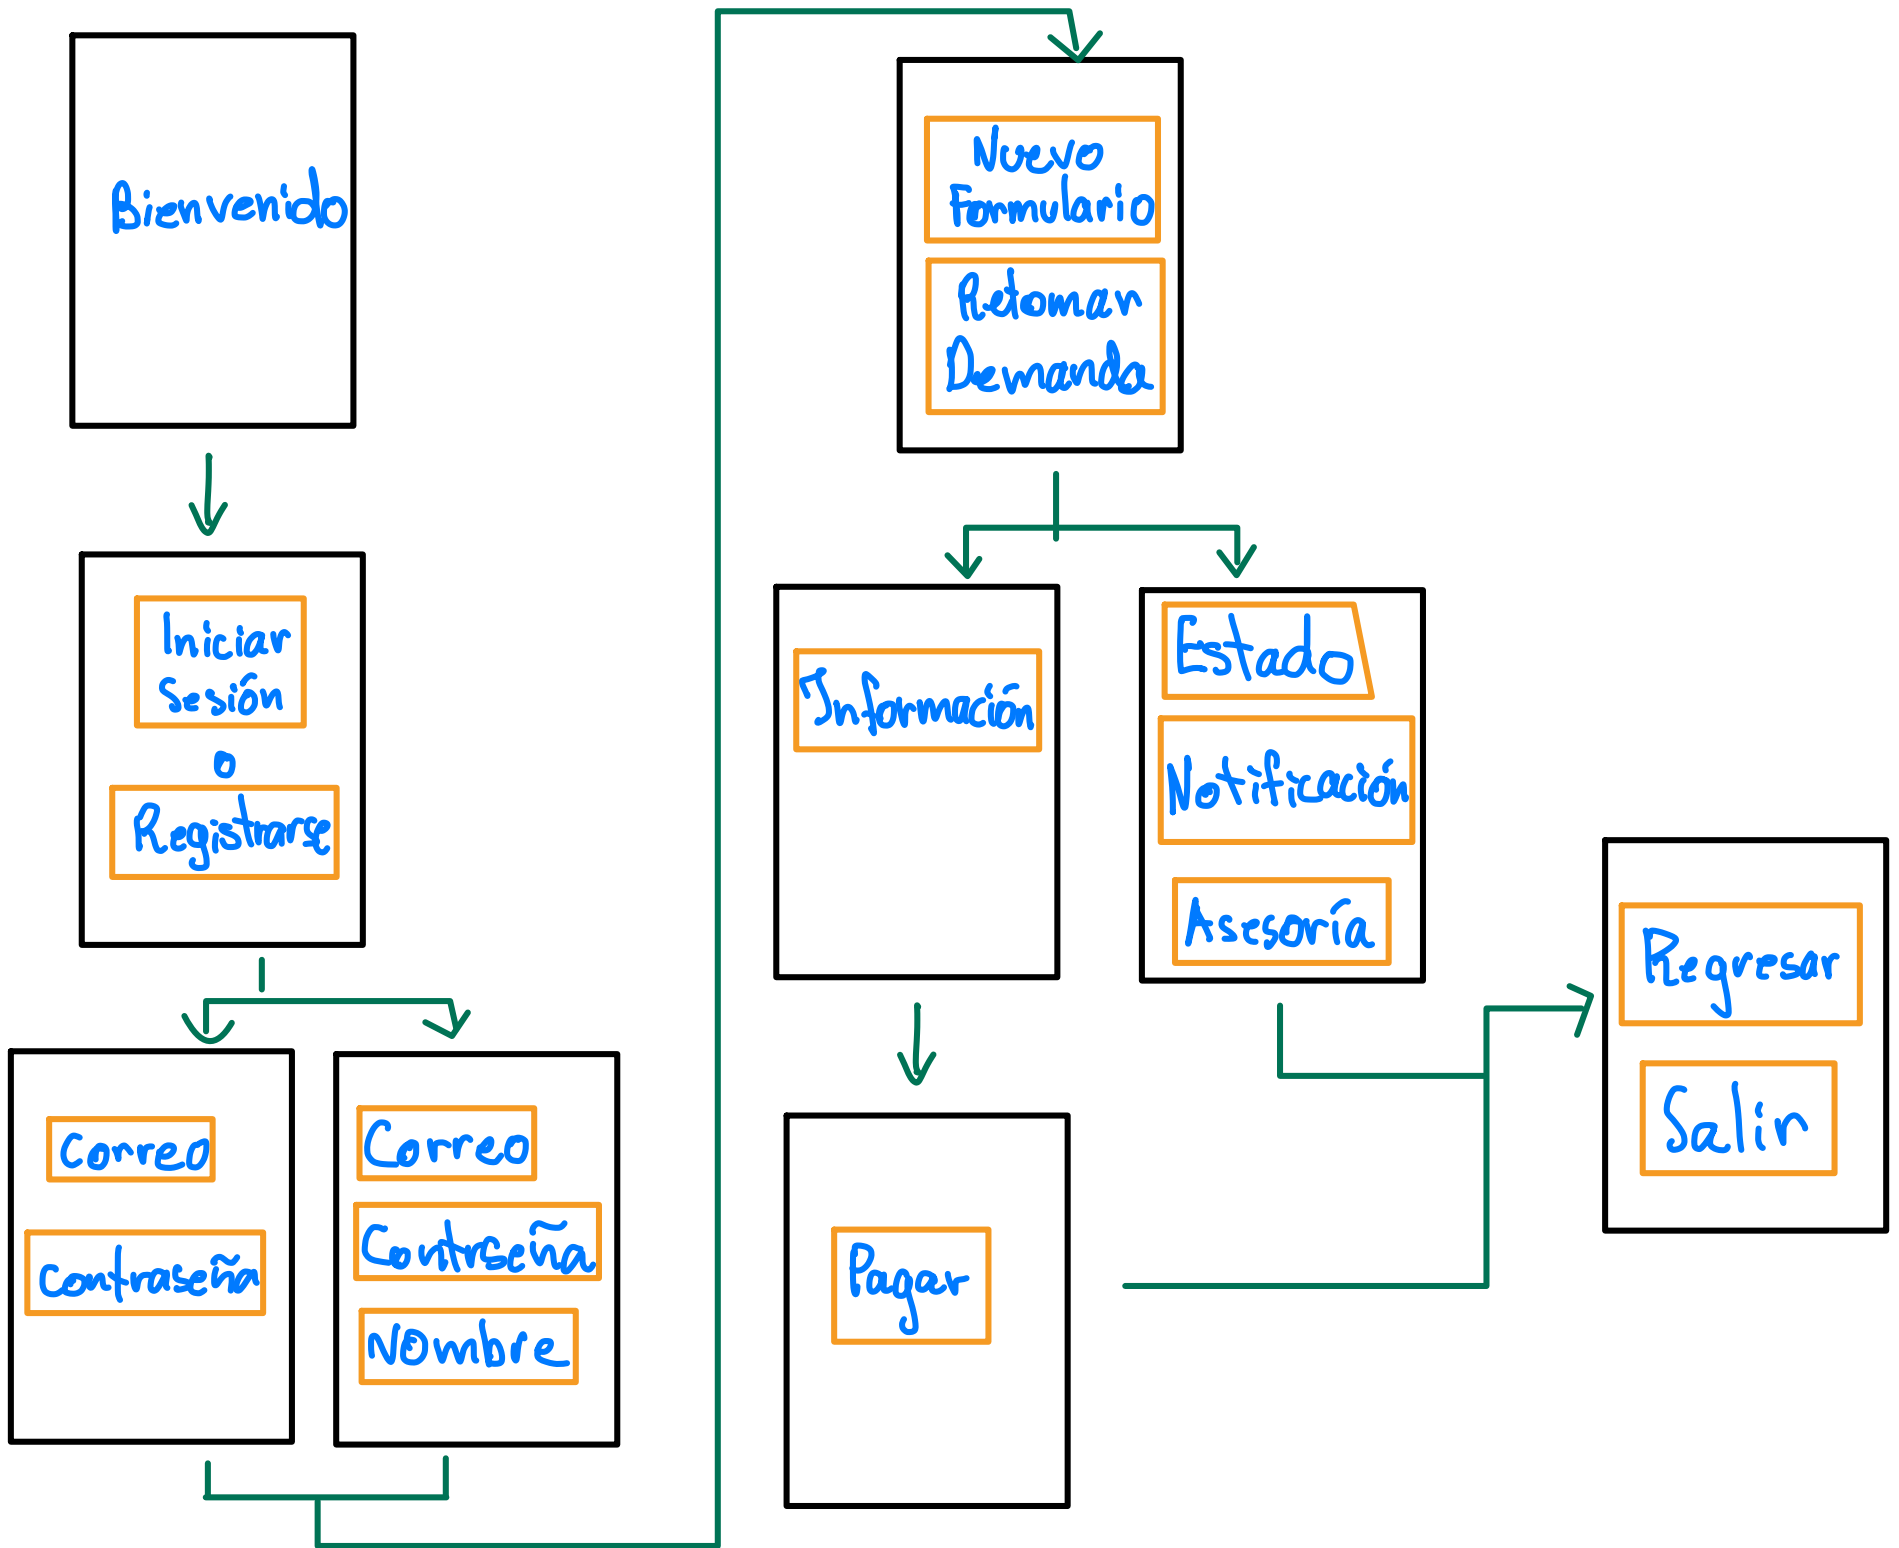 Bienvenido
Iniciar
Sesión
o
Registrarse
Correo
Contraseña
Correo
Contrseña
Nombre
Nuevo
Formulario
Retomar
Demanda
Información
Estado
Notificación
Asesoría
Pagar
Regresar
Salir